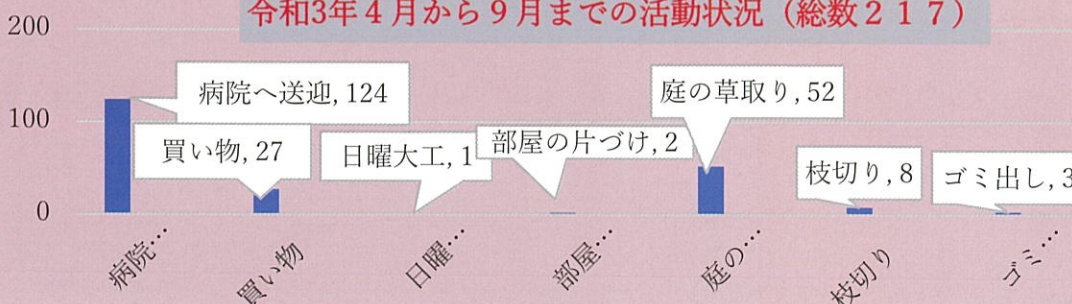 令和3年４月から９月までの活動状況（総数２１７）
200
100
0
病院へ送迎, 124
買い物, 27
日曜大工, 1
部屋の片づけ, 2
庭の草取り, 52
枝切り, 8
ゴミ出し, 3
病院…
買い物
日曜…
部屋…
庭の…
枝切り
ゴミ…